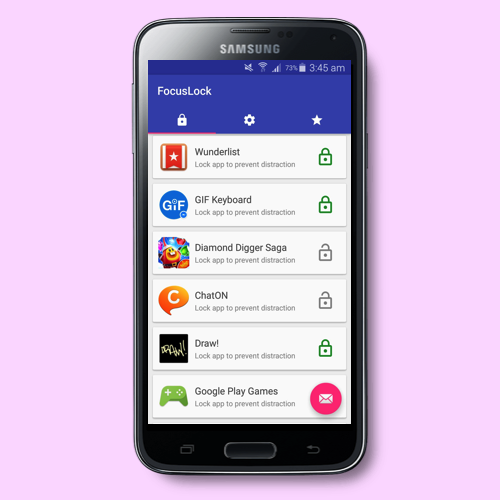 SAMSUNG
73% 3:45 am
FocusLock
Wunderlist
Lock app to prevent distraction
GIF
GIF Keyboard
Lock app to prevent distraction
Diamond Digger Saga
Lock app to prevent distraction
C
ChatON
Lock app to prevent distraction
DRAW!
Draw!
Lock app to prevent distraction
Google Play Games
Lock app to prevent distraction